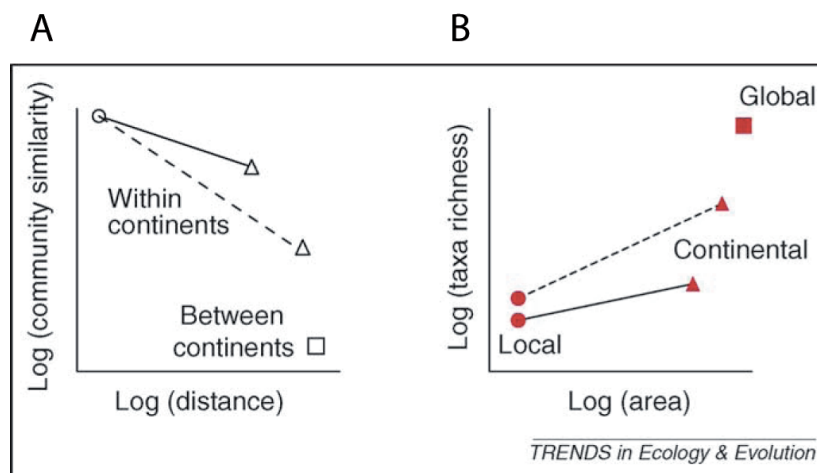 A
B
Log (community similarity)
Within
continents
Between
continents
Log (distance)
Log (taxa richness)
Global
Continental
Local
Log (area)
TRENDS in Ecology & Evolution